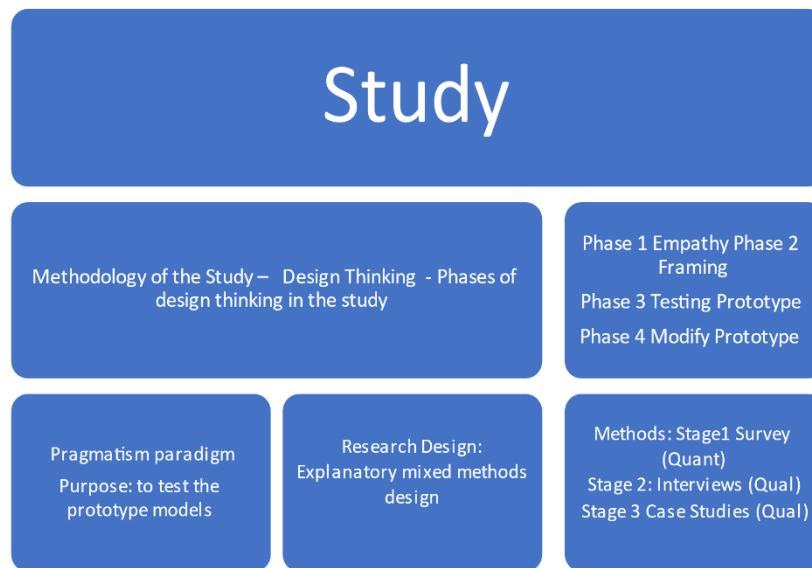 Study
Methodology of the Study – Design Thinking - Phases of
design thinking in the study
Phase 1 Empathy Phase 2
Framing
Phase 3 Testing Prototype
Phase 4 Modify Prototype
Pragmatism paradigm
Purpose: to test the
prototype models
Research Design:
Explanatory mixed methods
design
Methods: Stage1 Survey
(Quant)
Stage 2: Interviews (Qual)
Stage 3 Case Studies (Qual)